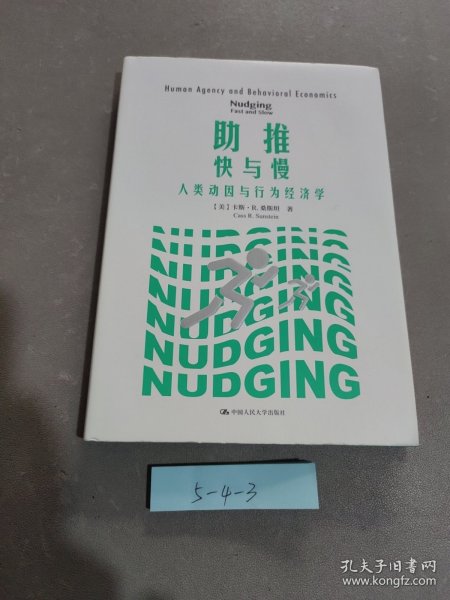 Human Agency and Behavioral Economics
Nudging
Fast and Slow
助推
快与慢
人类动因与行为经济学
【美】卡斯·R.桑斯坦 著
Cass R. Sunstein
NUDGING
NUDGING
NUDGING
NUDGING
NUDGING
NUDGING
中国人民大学出版社
5-4-3
孔夫子旧书网
www.kongfz.com